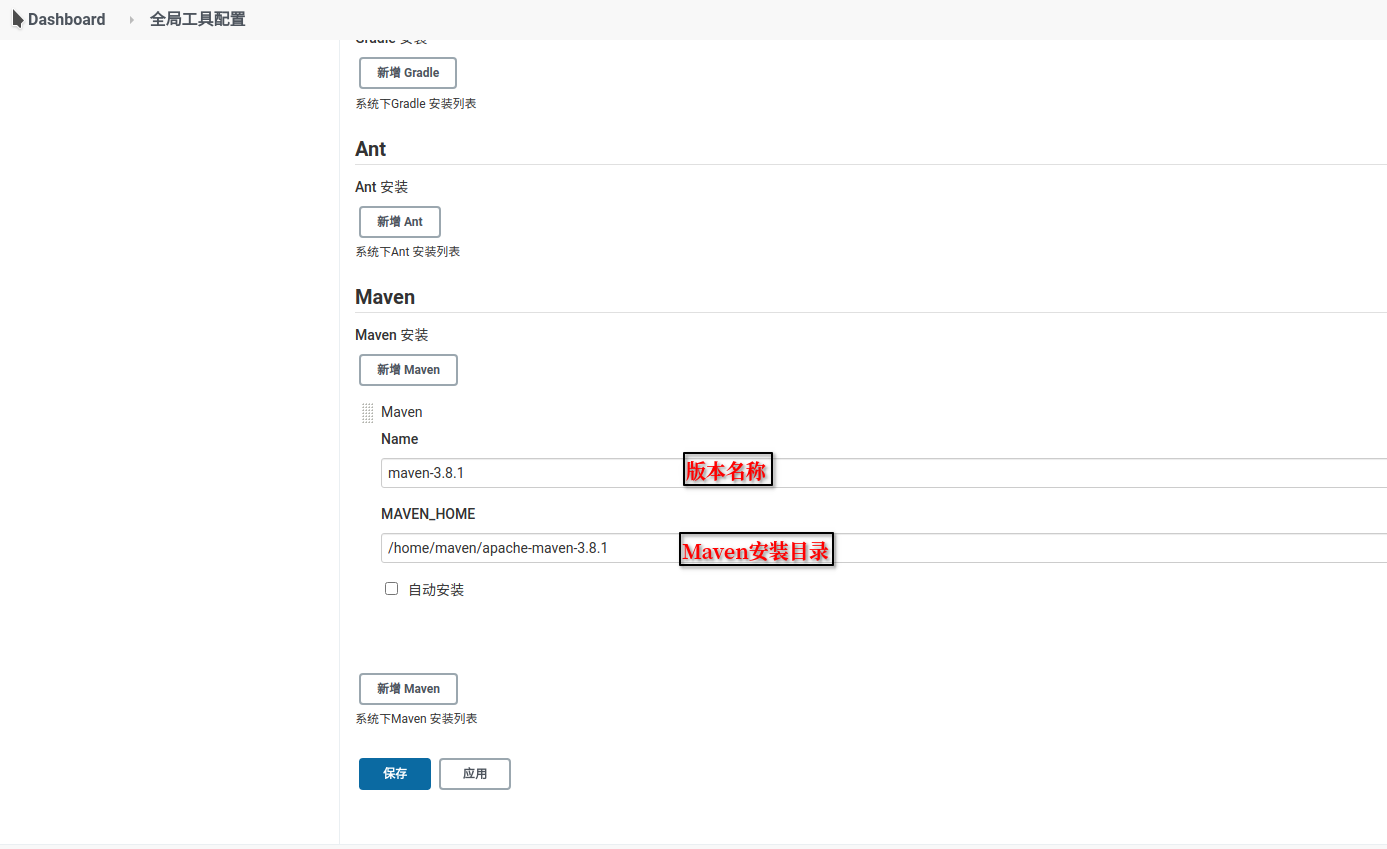 Dashboard 全局工具配置
Gradle 安装
新增 Gradle
系统下Gradle 安装列表
Ant
Ant 安装
新增 Ant
系统下Ant 安装列表
Maven
Maven 安装
新增 Maven
Maven
Name
maven-3.8.1 版本名称
MAVEN_HOME
/home/maven/apache-maven-3.8.1 Maven安装目录
自动安装
新增 Maven
系统下Maven 安装列表
保存 应用